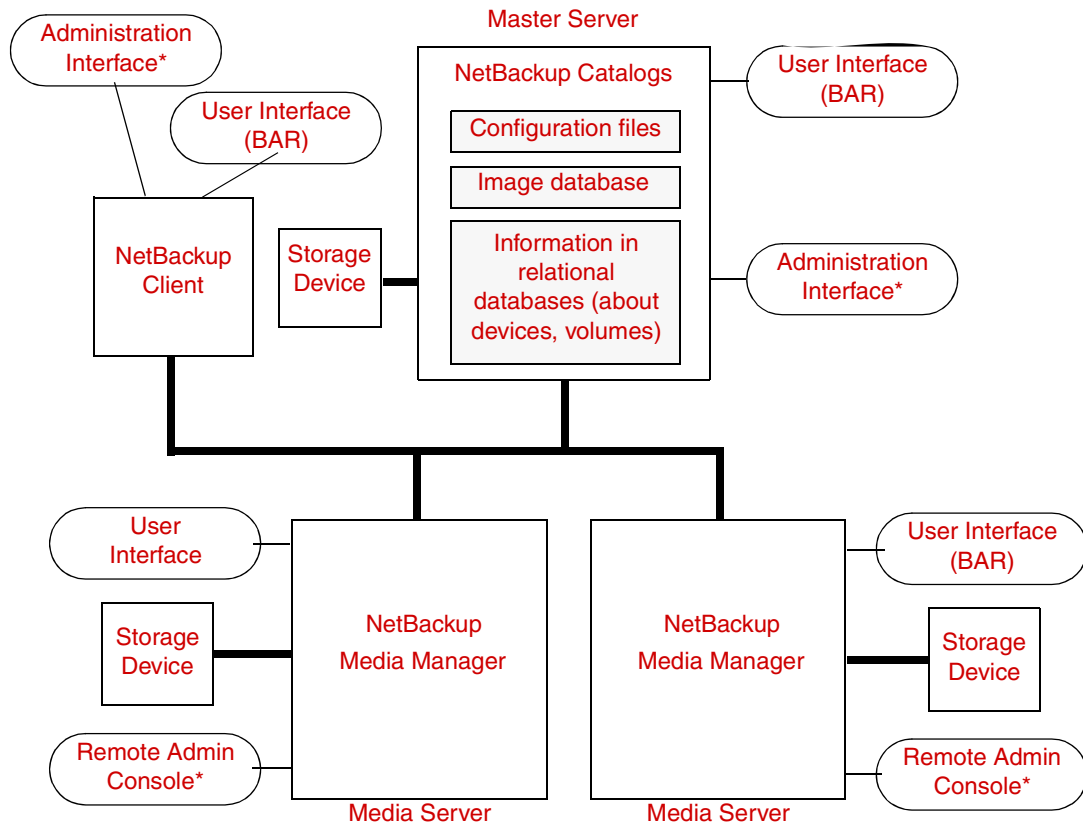 Master Server
Administration
Interface*
User Interface
(BAR)
NetBackup Catalogs
User Interface
(BAR)
Configuration files
Image database
NetBackup
Client
Storage
Device
Information in
relational
databases (about
devices, volumes)
Administration
Interface*
User
Interface
Storage
Device
Remote Admin
Console*
NetBackup
Media Manager
Media Server
NetBackup
Media Manager
Media Server
User Interface
(BAR)
Storage
Device
Remote Admin
Console*